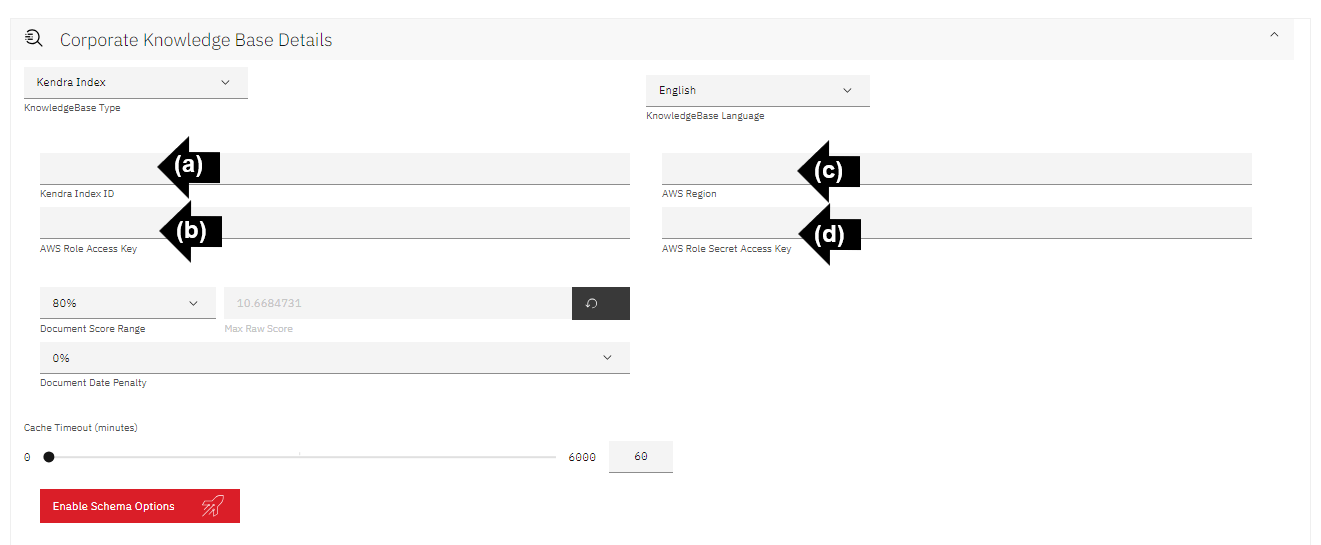 Corporate Knowledge Base Details
Kendra Index
KnowledgeBase Type
English
KnowledgeBase Language
(a)
Kendra Index ID
(c)
AWS Region
(b)
AWS Role Access Key
(d)
AWS Role Secret Access Key
80%
Document Score Range
10.6684731
Max Raw Score
0%
Document Date Penalty
Cache Timeout (minutes)
0 6000 60
Enable Schema Options